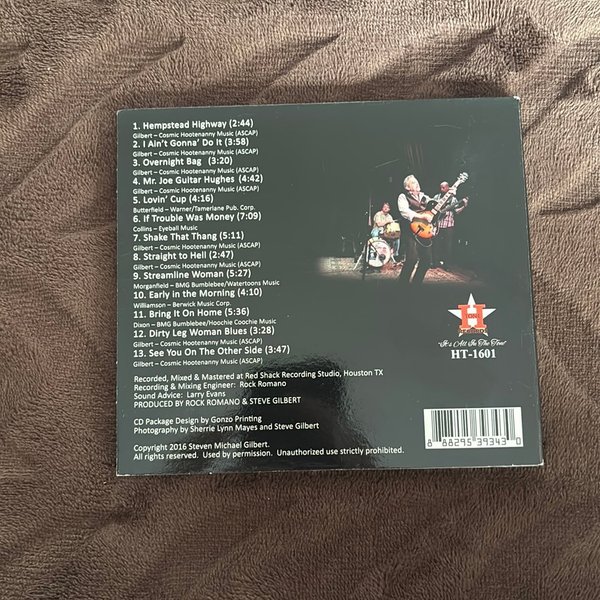 1. Hempstead Highway (2:44)
Gilbert – Cosmic Hootenanny Music (ASCAP)
2. I Ain't Gonna' Do It (3:58)
Gilbert – Cosmic Hootenanny Music (ASCAP)
3. Overnight Bag (3:20)
Gilbert – Cosmic Hootenanny Music (ASCAP)
4. Mr. Joe Guitar Hughes (4:42)
Gilbert – Cosmic Hootenanny Music (ASCAP)
5. Lovin' Cup (4:16)
Butterfield – Warner/Tamerlane Pub. Corp.
6. If Trouble Was Money (7:09)
Collins – Eyeball Music
7. Shake That Thang (5:11)
Gilbert – Cosmic Hootenanny Music (ASCAP)
8. Straight to Hell (2:47)
Gilbert – Cosmic Hootenanny Music (ASCAP)
9. Streamline Woman (5:27)
Morganfield – BMG Bumblebee/Watertoons Music
10. Early in the Morning (4:10)
Williamson – Berwick Music Corp.
11. Bring It On Home (5:36)
Dixon – BMG Bumblebee/Hoochie Coochie Music
12. Dirty Leg Woman Blues (3:28)
Gilbert – Cosmic Hootenanny Music (ASCAP)
13. See You On The Other Side (3:47)
Gilbert – Cosmic Hootenanny Music (ASCAP)
Recorded, Mixed & Mastered at Red Shack Recording Studio, Houston TX
Recording & Mixing Engineer: Rock Romano
Sound Advice: Larry Evans
PRODUCED BY ROCK ROMANO & STEVE GILBERT
CD Package Design by Gonzo Printing
Photography by Sherrie Lynn Mayes and Steve Gilbert
Copyright 2016 Steven Michael Gilbert.
All rights reserved. Used by permission. Unauthorized use strictly prohibited.
H
"It's All In The Tone"
HT-1601
8 88295 39343 0